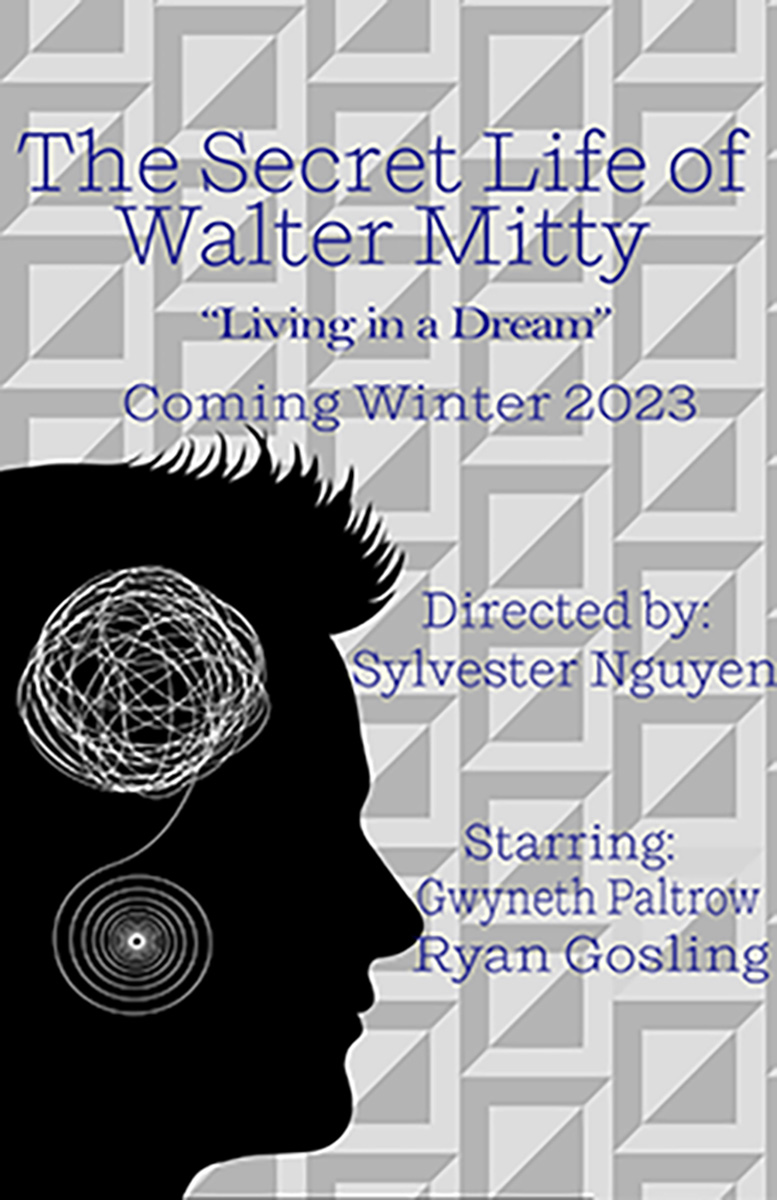 The Secret Life of
Walter Mitty
“Living in a Dream”
Coming Winter 2023
Directed by:
Sylvester Nguyen
Starring:
Gwyneth Paltrow
Ryan Gosling